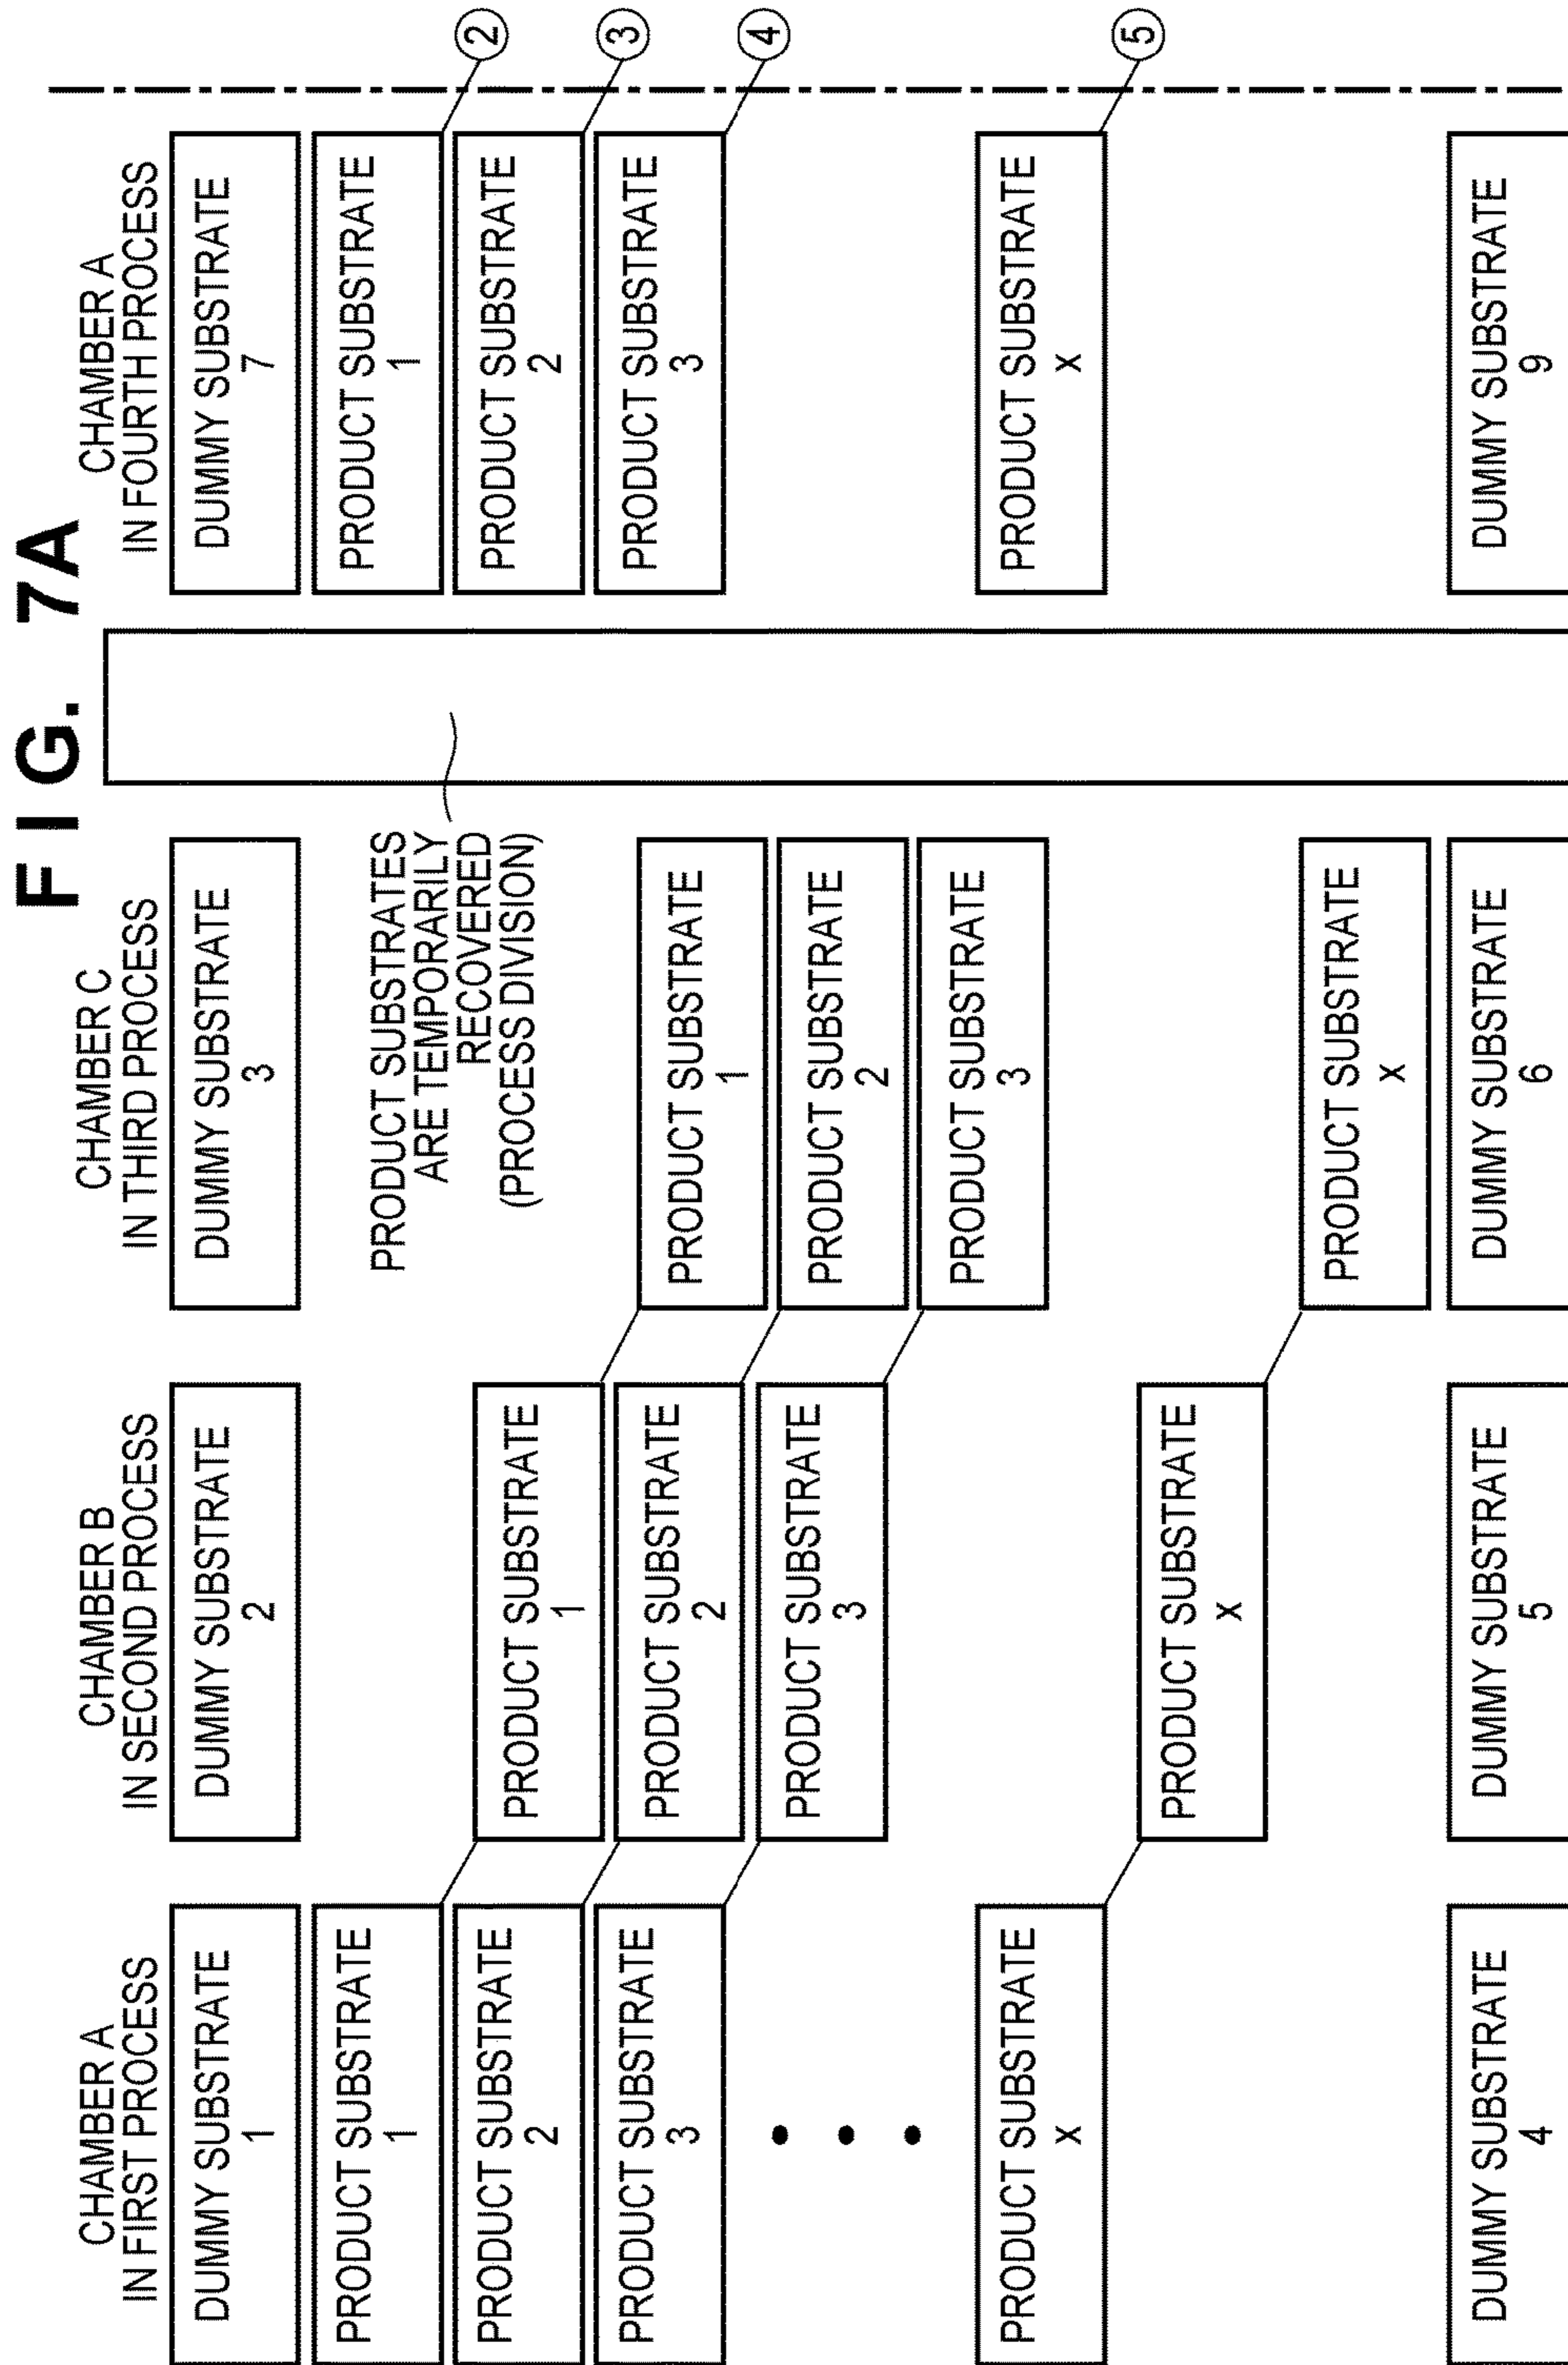 FIG. 7A
CHAMBER A
IN FIRST PROCESS
DUMMY SUBSTRATE
1
PRODUCT SUBSTRATE
1
PRODUCT SUBSTRATE
2
PRODUCT SUBSTRATE
3
PRODUCT SUBSTRATE
x
DUMMY SUBSTRATE
4
CHAMBER B
IN SECOND PROCESS
DUMMY SUBSTRATE
2
PRODUCT SUBSTRATE
1
PRODUCT SUBSTRATE
2
PRODUCT SUBSTRATE
3
PRODUCT SUBSTRATE
x
DUMMY SUBSTRATE
5
CHAMBER C
IN THIRD PROCESS
DUMMY SUBSTRATE
3
PRODUCT SUBSTRATES
ARE TEMPORARILY
RECOVERED
(PROCESS DIVISION)
PRODUCT SUBSTRATE
1
PRODUCT SUBSTRATE
2
PRODUCT SUBSTRATE
3
PRODUCT SUBSTRATE
x
DUMMY SUBSTRATE
6
CHAMBER A
IN FOURTH PROCESS
DUMMY SUBSTRATE
7
PRODUCT SUBSTRATE
1
PRODUCT SUBSTRATE
2
PRODUCT SUBSTRATE
3
PRODUCT SUBSTRATE
x
DUMMY SUBSTRATE
9
②
③
④
⑤